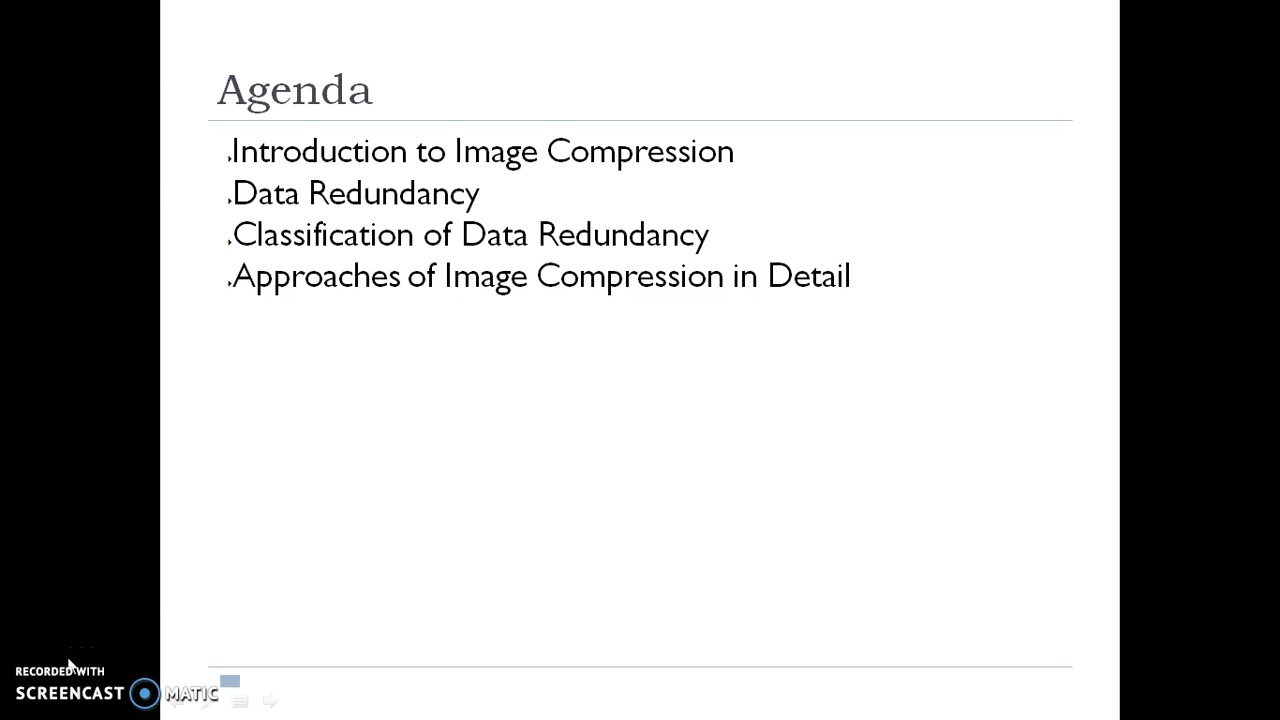 Agenda
Introduction to Image Compression
Data Redundancy
Classification of Data Redundancy
Approaches of Image Compression in Detail
RECORDED WITH
SCREENCAST MATIC